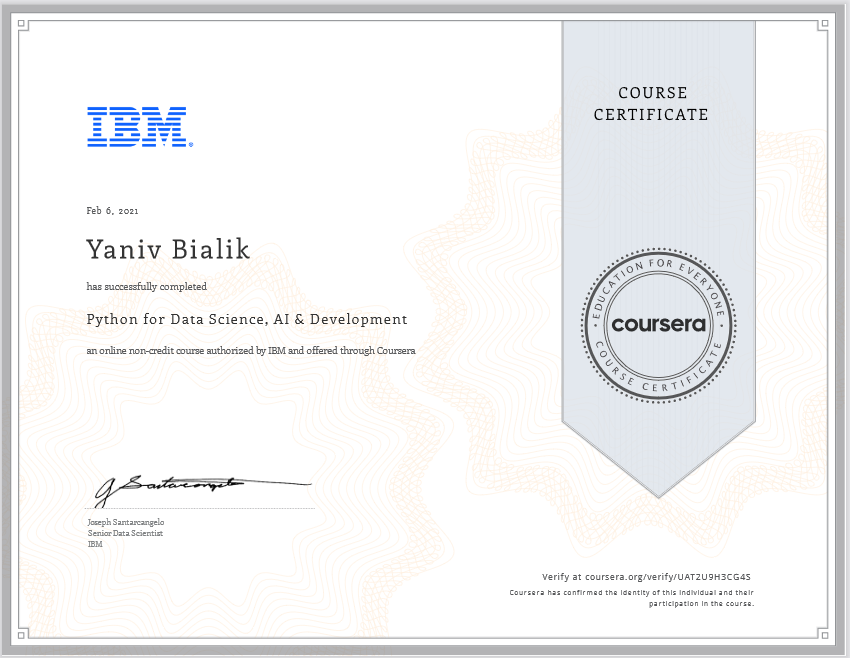 IBM®
COURSE
CERTIFICATE
Feb 6, 2021
Yaniv Bialik
has successfully completed
Python for Data Science, AI & Development
an online non-credit course authorized by IBM and offered through Coursera
EDUCATION FOR EVERYONE
coursera
COURSE CERTIFICATE
J Santarcangelo
Joseph Santarcangelo
Senior Data Scientist
IBM
Verify at coursera.org/verify/UAT2U9H3CG4S
Coursera has confirmed the identity of this individual and their
participation in the course.